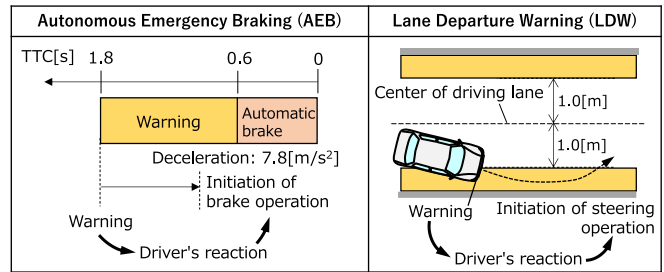 Autonomous Emergency Braking (AEB)
TTC[s] 1.8 0.6 0
Warning
Automatic
brake
Deceleration: 7.8[m/s²]
Initiation of
brake operation
Warning
Driver's reaction
Lane Departure Warning (LDW)
Center of driving lane
1.0[m]
1.0[m]
Warning
Initiation of steering
operation
Driver's reaction